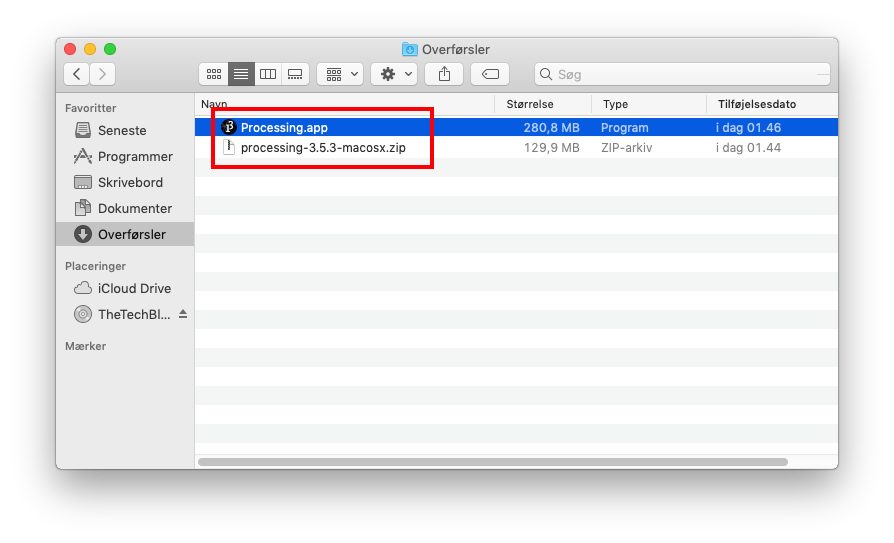 Overførsler
Søg
Favoritter
Seneste
Programmer
Skrivebord
Dokumenter
Overførsler
Placeringer
iCloud Drive
TheTechBl...
Mærker
Navn Størrelse Type Tilføjelsesdato
Processing.app 280,8 MB Program i dag 01.46
processing-3.5.3-macosx.zip 129,9 MB ZIP-arkiv i dag 01.44